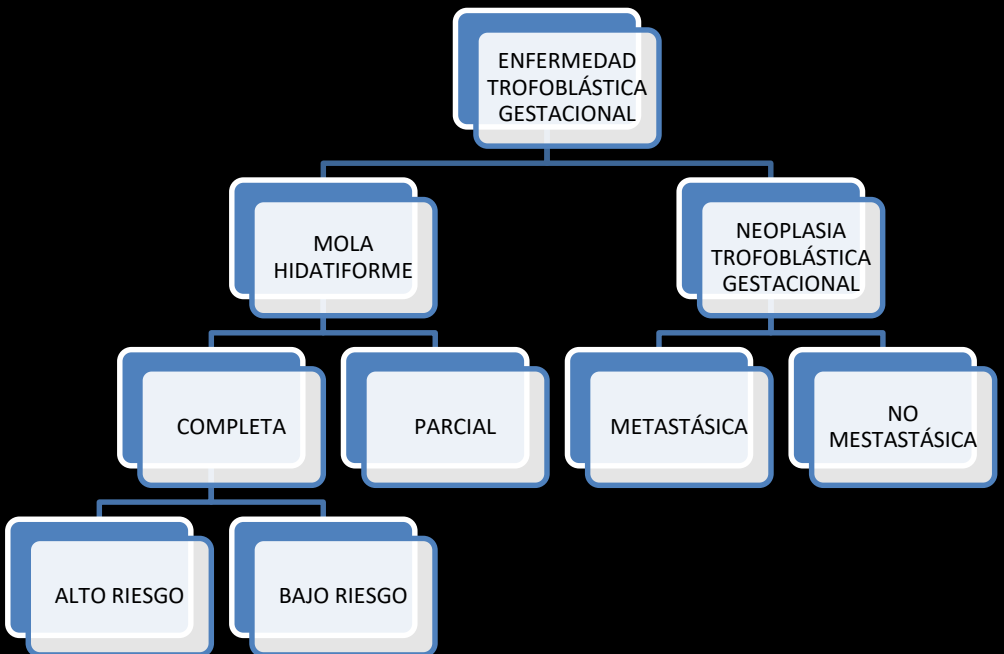 ENFERMEDAD
TROFOBLÁSTICA
GESTACIONAL
MOLA
HIDATIFORME
NEOPLASIA
TROFOBLÁSTICA
GESTACIONAL
COMPLETA
PARCIAL
METASTÁSICA
NO
MESTASTÁSICA
ALTO RIESGO
BAJO RIESGO